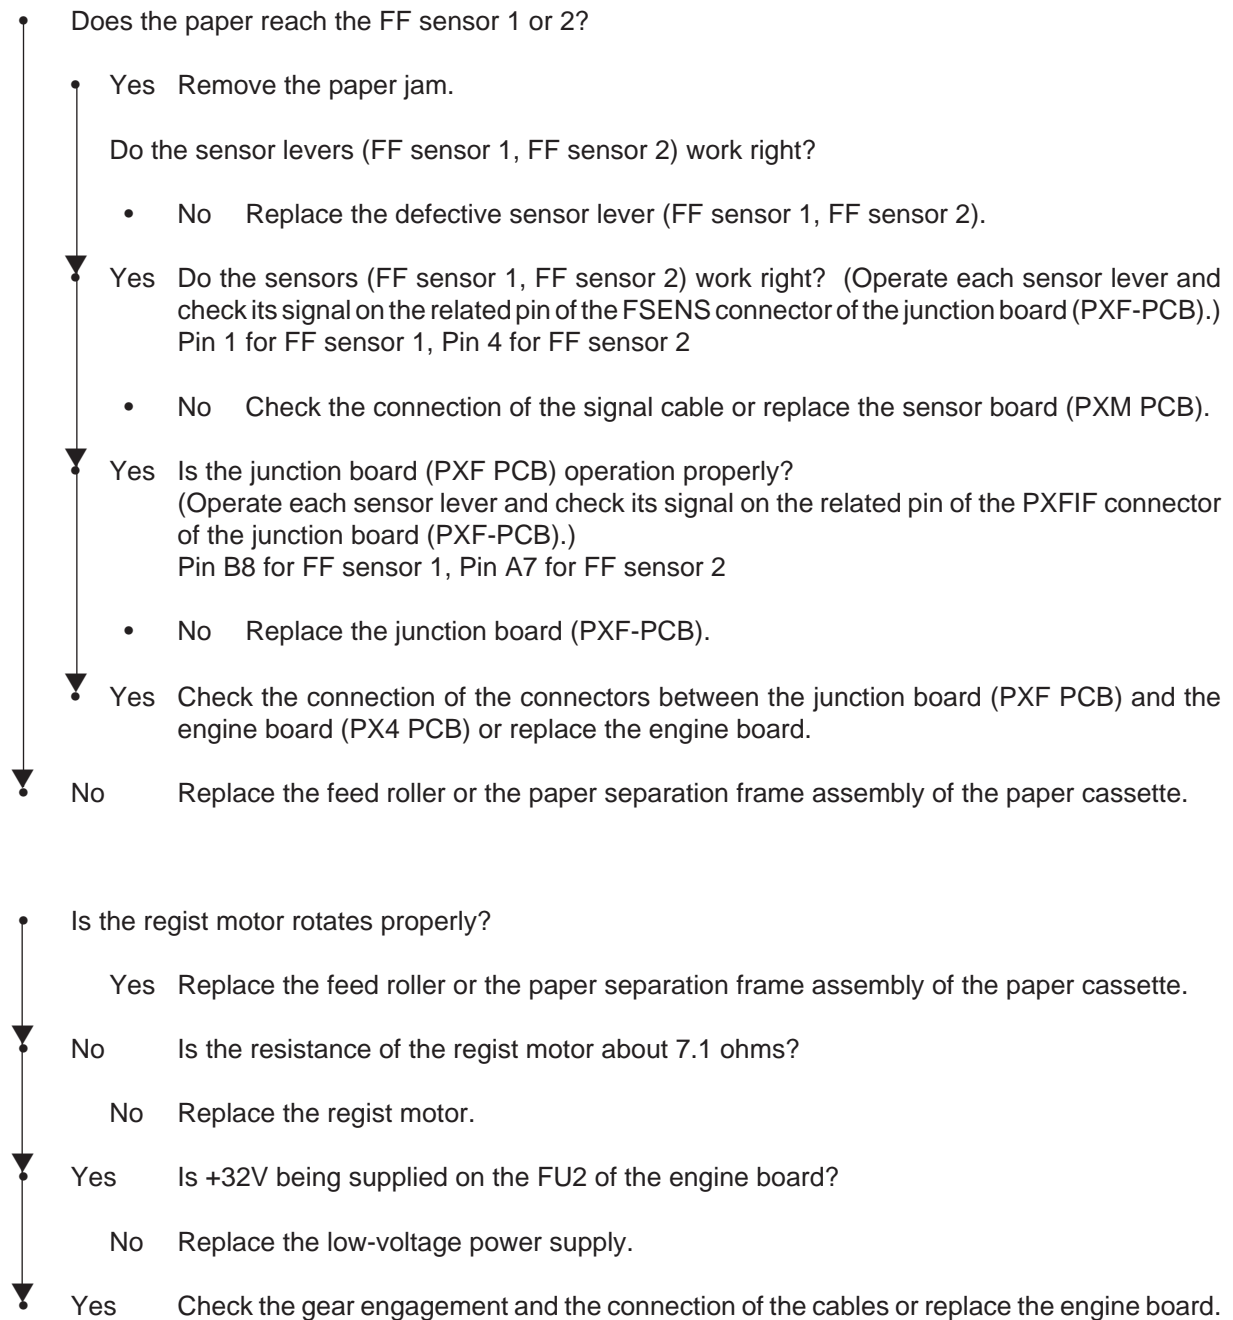 Does the paper reach the FF sensor 1 or 2?
Yes Remove the paper jam.
Do the sensor levers (FF sensor 1, FF sensor 2) work right?
• No Replace the defective sensor lever (FF sensor 1, FF sensor 2).
Yes Do the sensors (FF sensor 1, FF sensor 2) work right? (Operate each sensor lever and
check its signal on the related pin of the FSENS connector of the junction board (PXF-PCB).)
Pin 1 for FF sensor 1, Pin 4 for FF sensor 2
• No Check the connection of the signal cable or replace the sensor board (PXM PCB).
Yes Is the junction board (PXF PCB) operation properly?
(Operate each sensor lever and check its signal on the related pin of the PXFIF connector
of the junction board (PXF-PCB).)
Pin B8 for FF sensor 1, Pin A7 for FF sensor 2
• No Replace the junction board (PXF-PCB).
Yes Check the connection of the connectors between the junction board (PXF PCB) and the
engine board (PX4 PCB) or replace the engine board.
No Replace the feed roller or the paper separation frame assembly of the paper cassette.
Is the regist motor rotates properly?
Yes Replace the feed roller or the paper separation frame assembly of the paper cassette.
No Is the resistance of the regist motor about 7.1 ohms?
No Replace the regist motor.
Yes Is +32V being supplied on the FU2 of the engine board?
No Replace the low-voltage power supply.
Yes Check the gear engagement and the connection of the cables or replace the engine board.